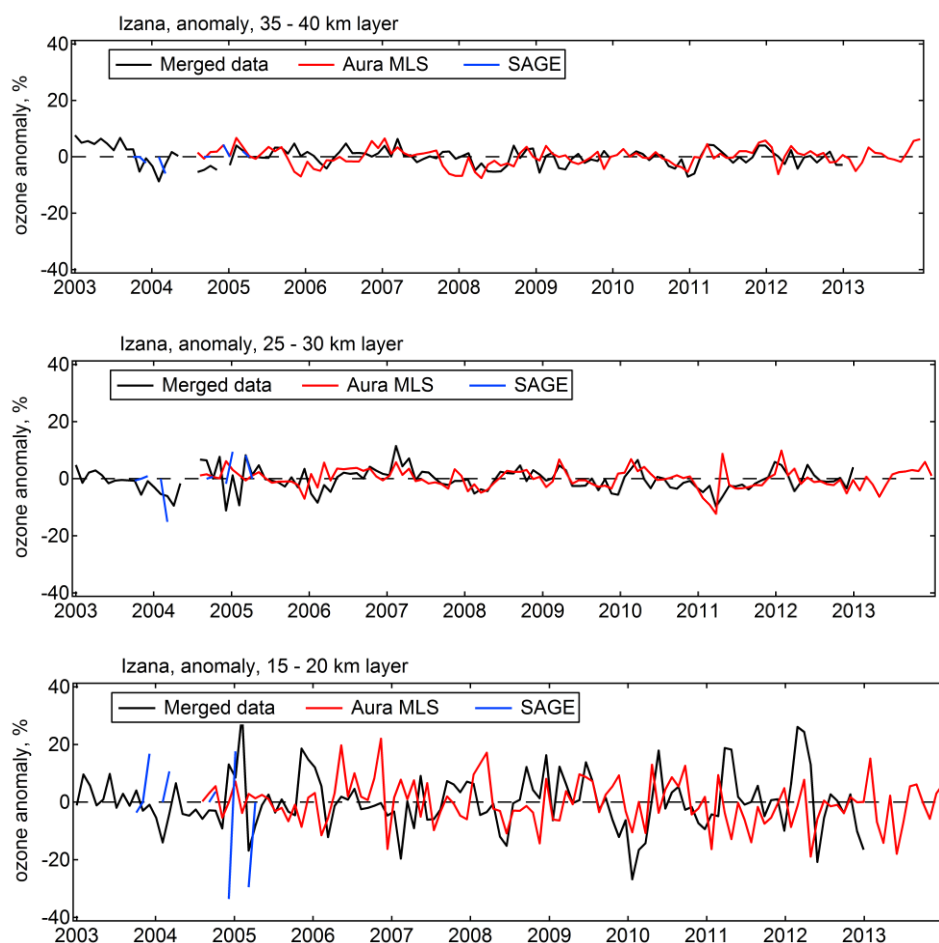 Izana, anomaly, 35 - 40 km layer
40
Merged data Aura MLS SAGE
20
0
-20
-40
ozone anomaly, %
2003 2004 2005 2006 2007 2008 2009 2010 2011 2012 2013
Izana, anomaly, 25 - 30 km layer
40
Merged data Aura MLS SAGE
20
0
-20
-40
ozone anomaly, %
2003 2004 2005 2006 2007 2008 2009 2010 2011 2012 2013
Izana, anomaly, 15 - 20 km layer
40
Merged data Aura MLS SAGE
20
0
-20
-40
ozone anomaly, %
2003 2004 2005 2006 2007 2008 2009 2010 2011 2012 2013